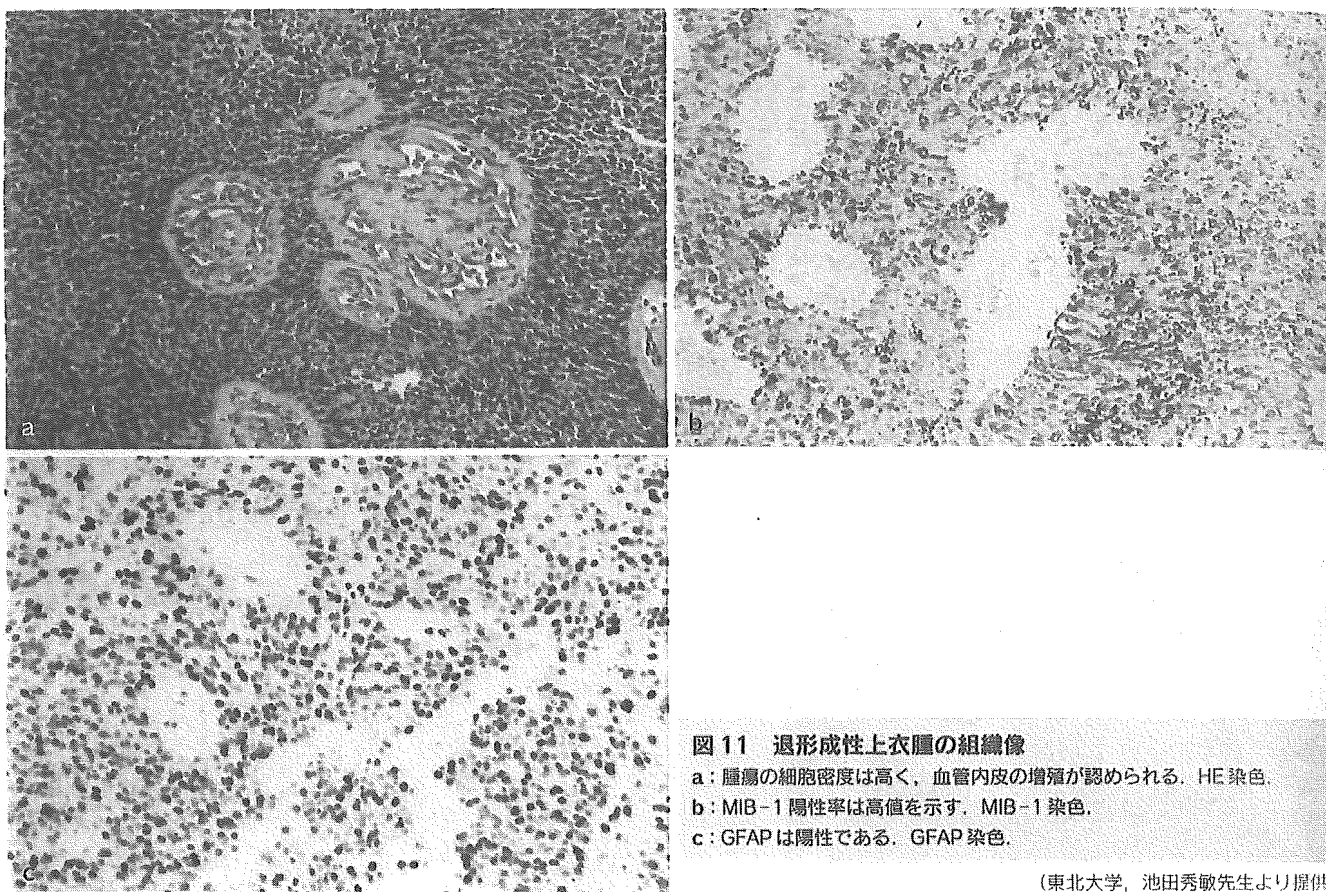 a
b
c
図11 退形成性上衣腫の組織像
a：腫瘍の細胞密度は高く，血管内皮の増殖が認められる．HE染色．
b：MIB-1陽性率は高値を示す．MIB-1染色．
c：GFAPは陽性である．GFAP染色．
（東北大学，池田秀敏先生より提供